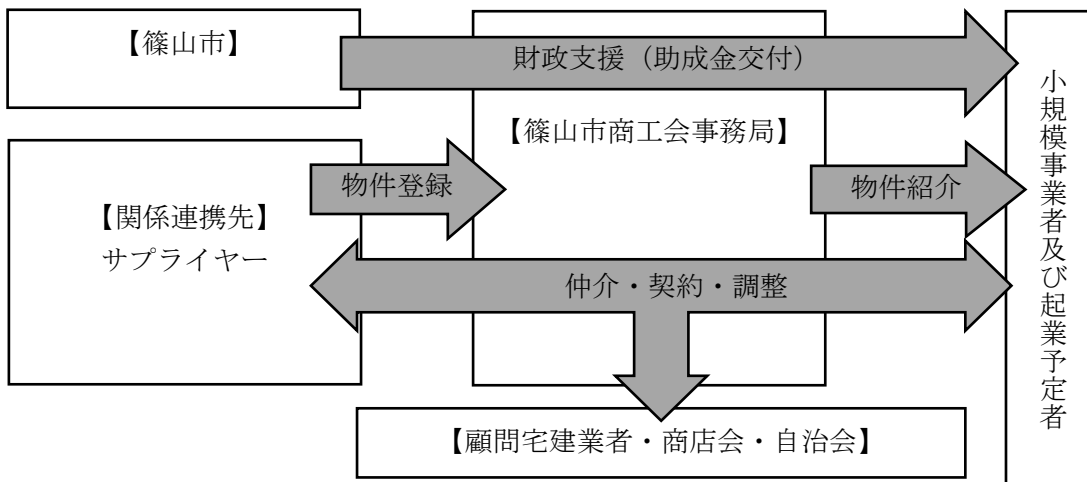 【篠山市】
財政支援（助成金交付）
【篠山市商工会事務局】
物件登録
物件紹介
【関係連携先】
サプライヤー
仲介・契約・調整
【顧問宅建業者・商店会・自治会】
小規模事業者及び起業予定者